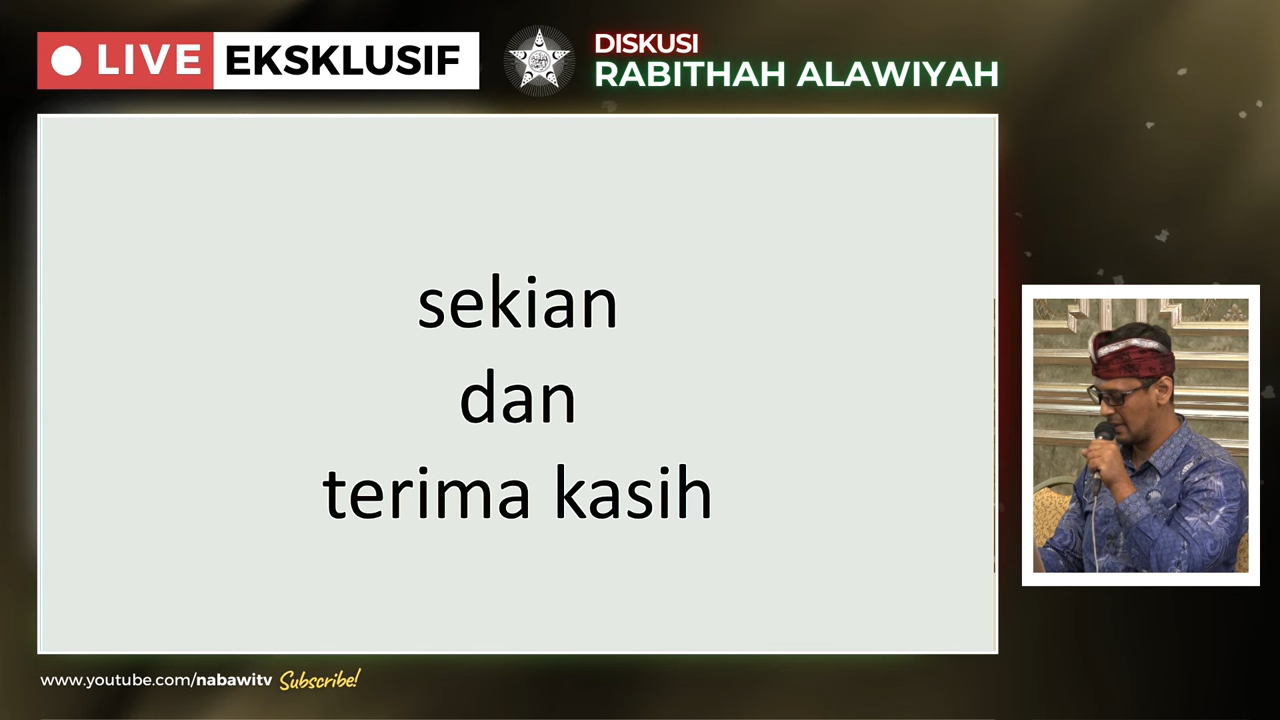 LIVE EKSKLUSIF
DISKUSI
RABITHAH ALAWIYAH
sekian
dan
terima kasih
www.youtube.com/nabawitv Subscribe!